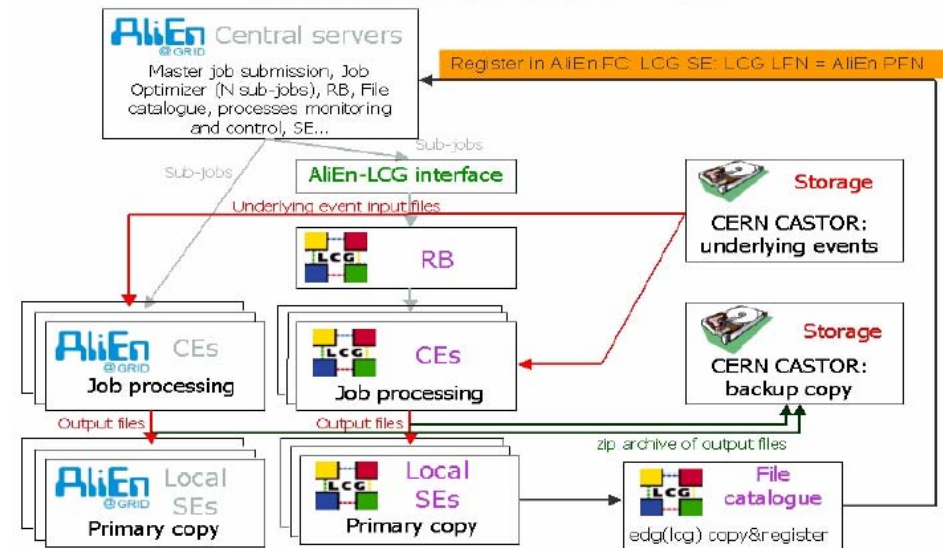 AliEn
@GRID
Central servers
Master job submission, Job
Optimizer (N sub-jobs), RB, File
catalogue, processes monitoring
and control, SE...
Register in AliEn FC: LCG SE: LCG LFN = AliEn PFN
Sub-jobs
Sub-jobs
AliEn-LCG interface
Underlying event input files
Storage
CERN CASTOR:
underlying events
LCG
RB
AliEn
@GRID
CEs
Job processing
LCG
CEs
Job processing
Storage
CERN CASTOR:
backup copy
Output files
Output files
zip archive of output files
AliEn
@GRID
Local
SEs
Primary copy
LCG
Local
SEs
Primary copy
LCG
File
catalogue
edg(lcg) copy&register